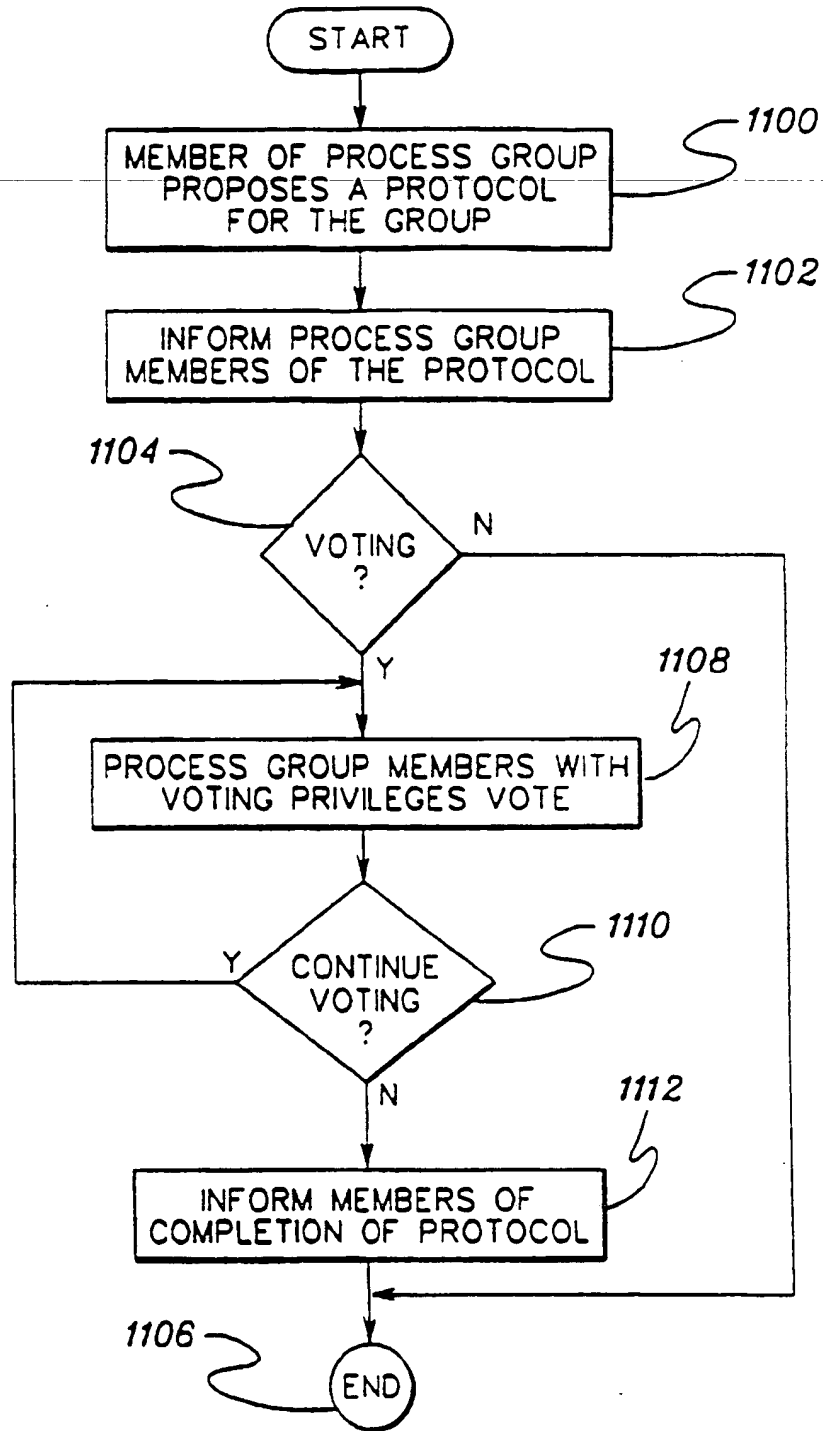 START
1100
MEMBER OF PROCESS GROUP
PROPOSES A PROTOCOL
FOR THE GROUP
1102
INFORM PROCESS GROUP
MEMBERS OF THE PROTOCOL
1104
N
VOTING
?
Y
1108
PROCESS GROUP MEMBERS WITH
VOTING PRIVILEGES VOTE
1110
Y
CONTINUE
VOTING
?
N
1112
INFORM MEMBERS OF
COMPLETION OF PROTOCOL
1106
END